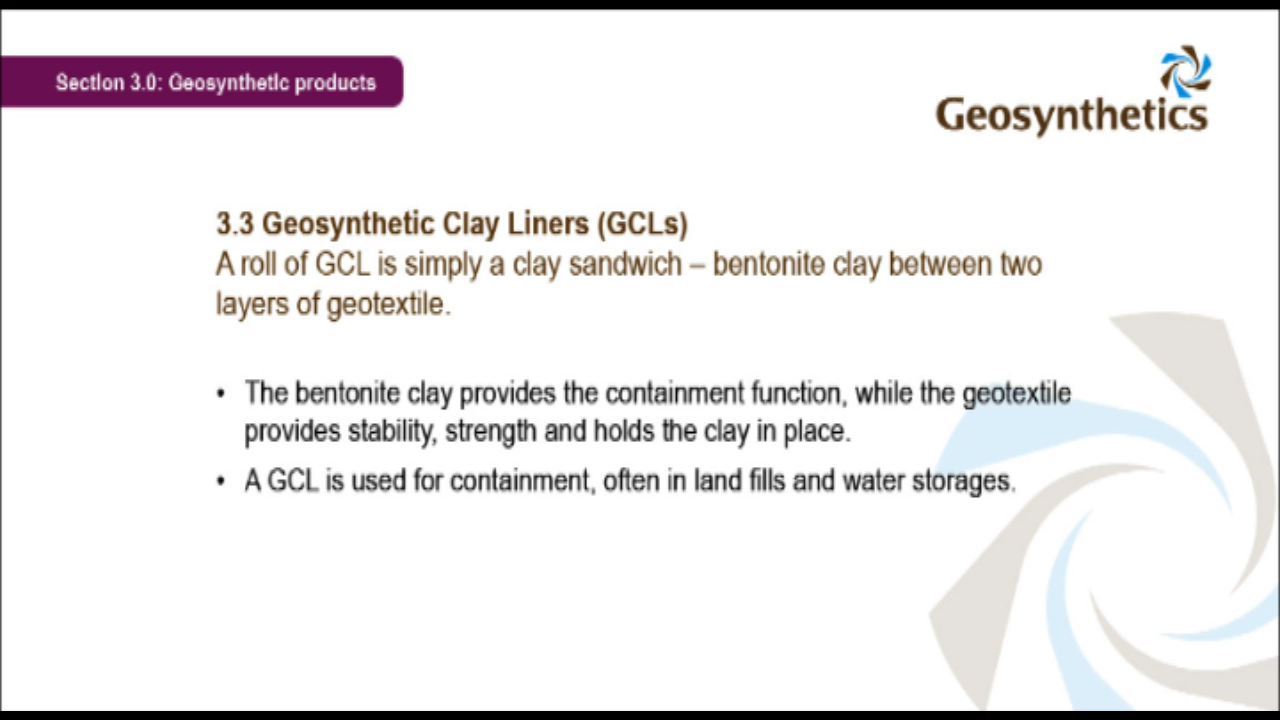 Section 3.0: Geosynthetic products
Geosynthetics
3.3 Geosynthetic Clay Liners (GCLs)
A roll of GCL is simply a clay sandwich – bentonite clay between two
layers of geotextile.
• The bentonite clay provides the containment function, while the geotextile
provides stability, strength and holds the clay in place.
• A GCL is used for containment, often in land fills and water storages.